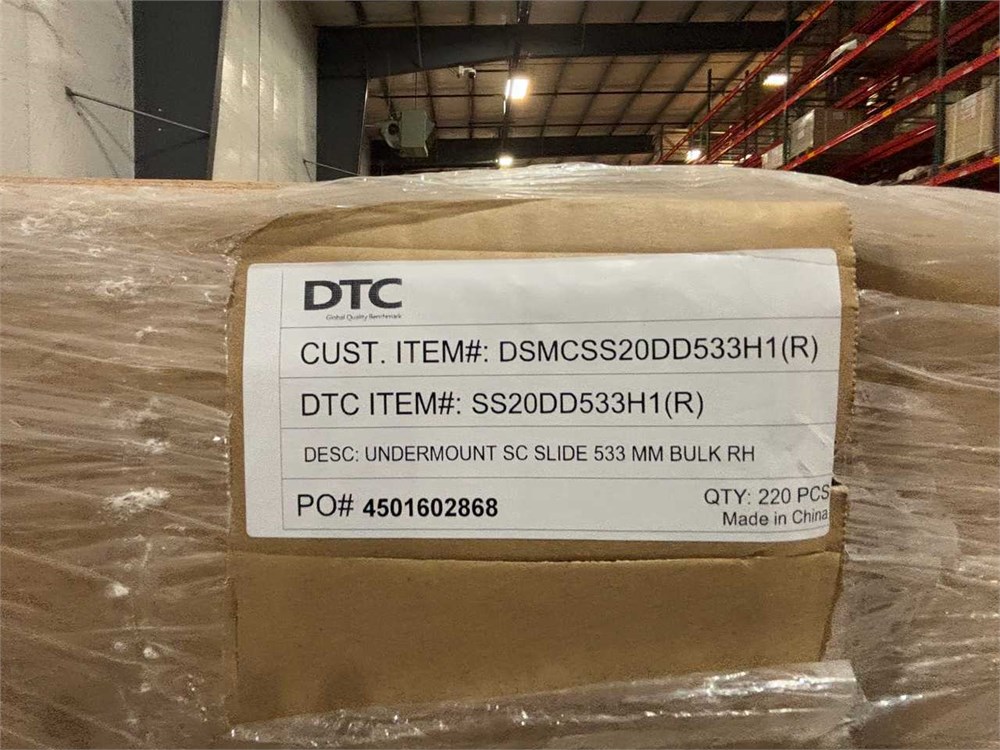 DTC
Global Quality Benchmark
CUST. ITEM#: DSMCSS20DD533H1(R)
DTC ITEM#: SS20DD533H1(R)
DESC: UNDERMOUNT SC SLIDE 533 MM BULK RH
PO# 4501602868
QTY: 220 PCS
Made in China